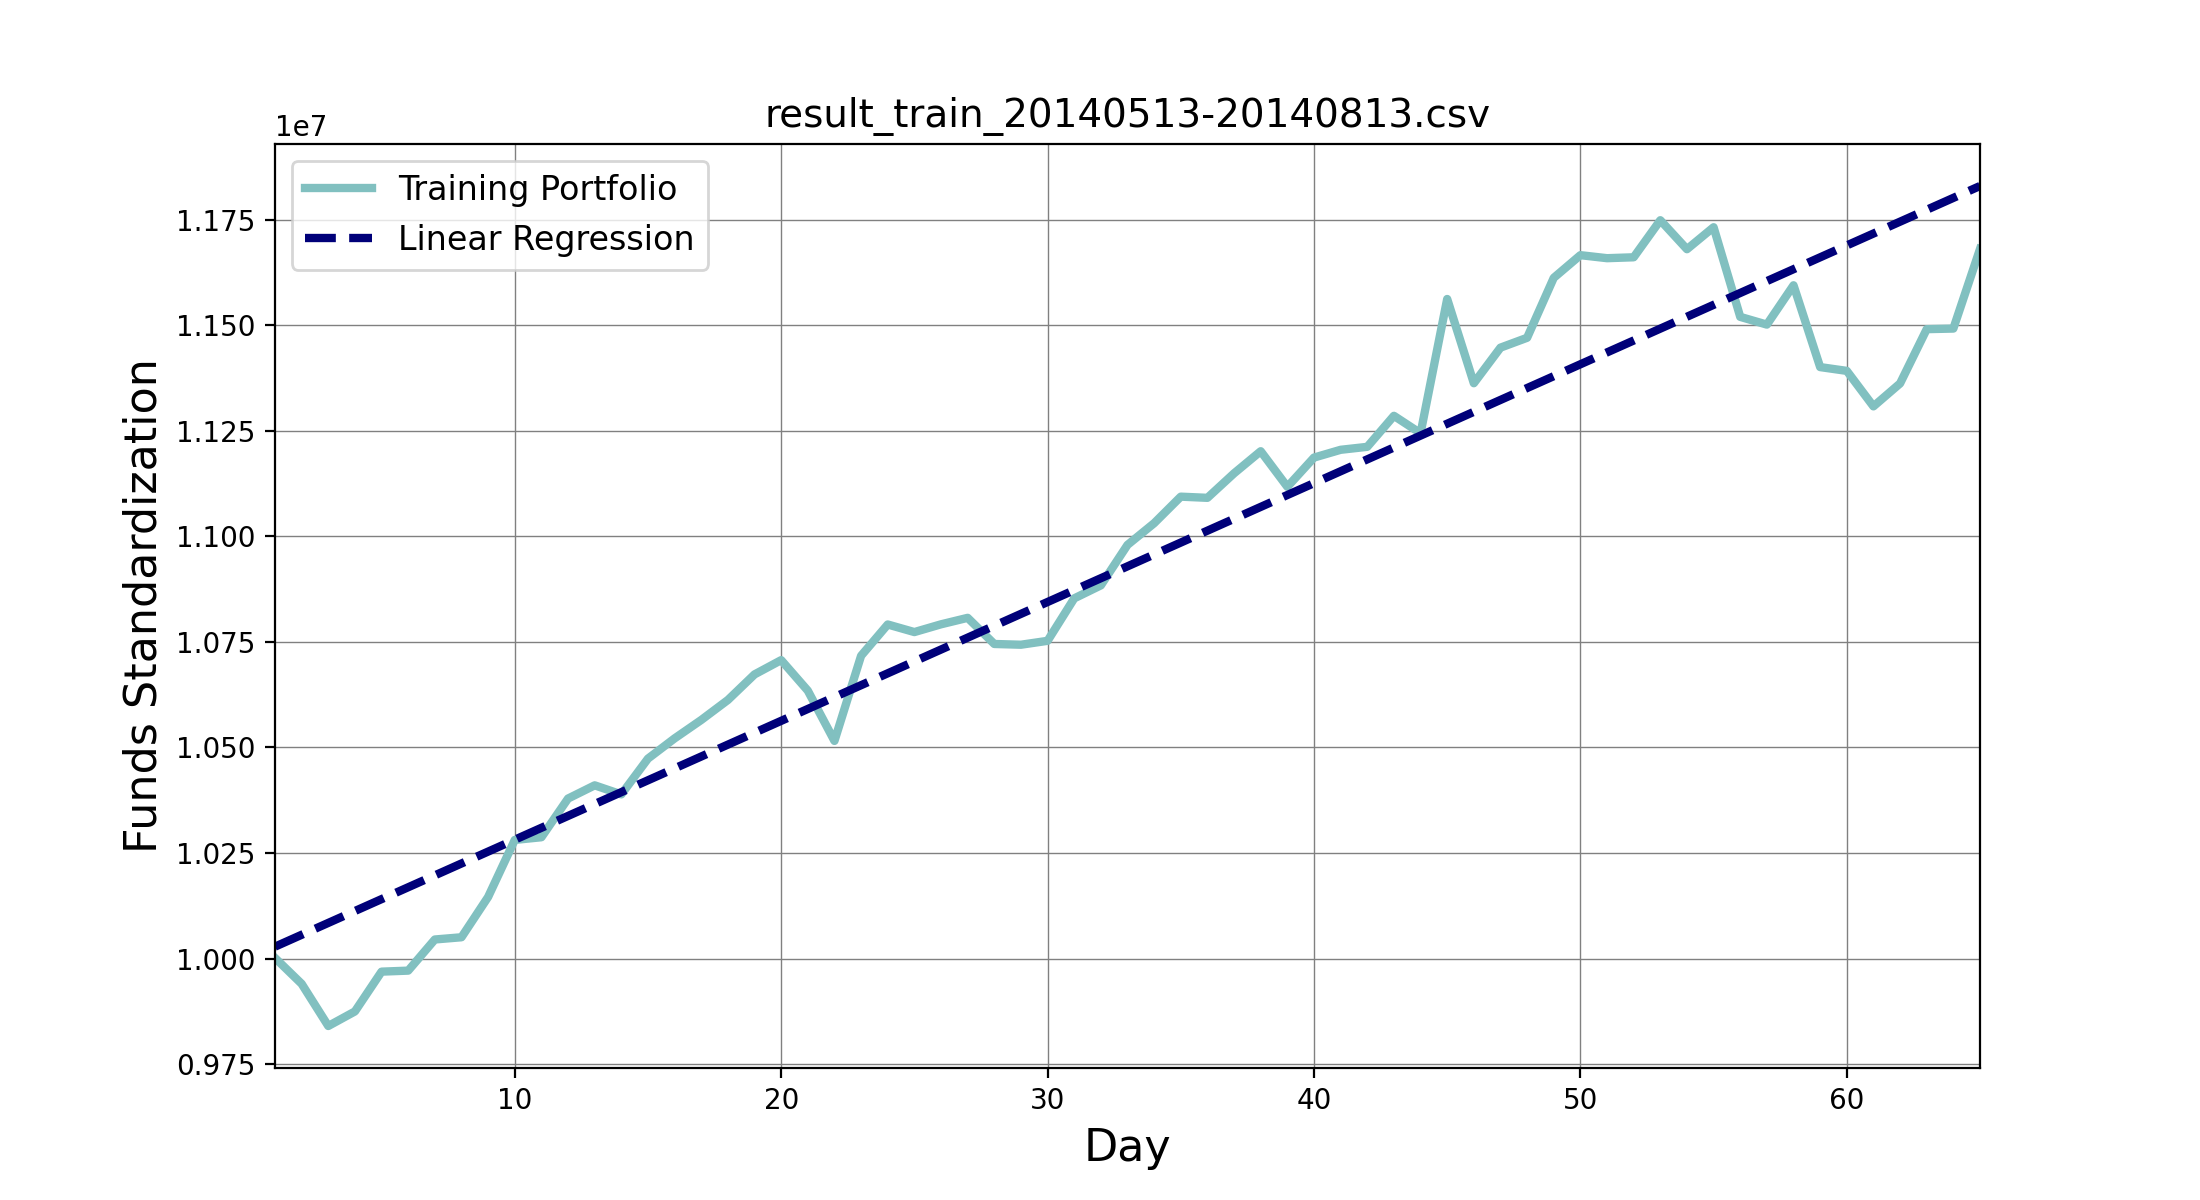 result_train_20140513-20140813.csv
1e7
Training Portfolio
Linear Regression
Funds Standardization
1.175
1.150
1.125
1.100
1.075
1.050
1.025
1.000
0.975
10 20 30 40 50 60
Day